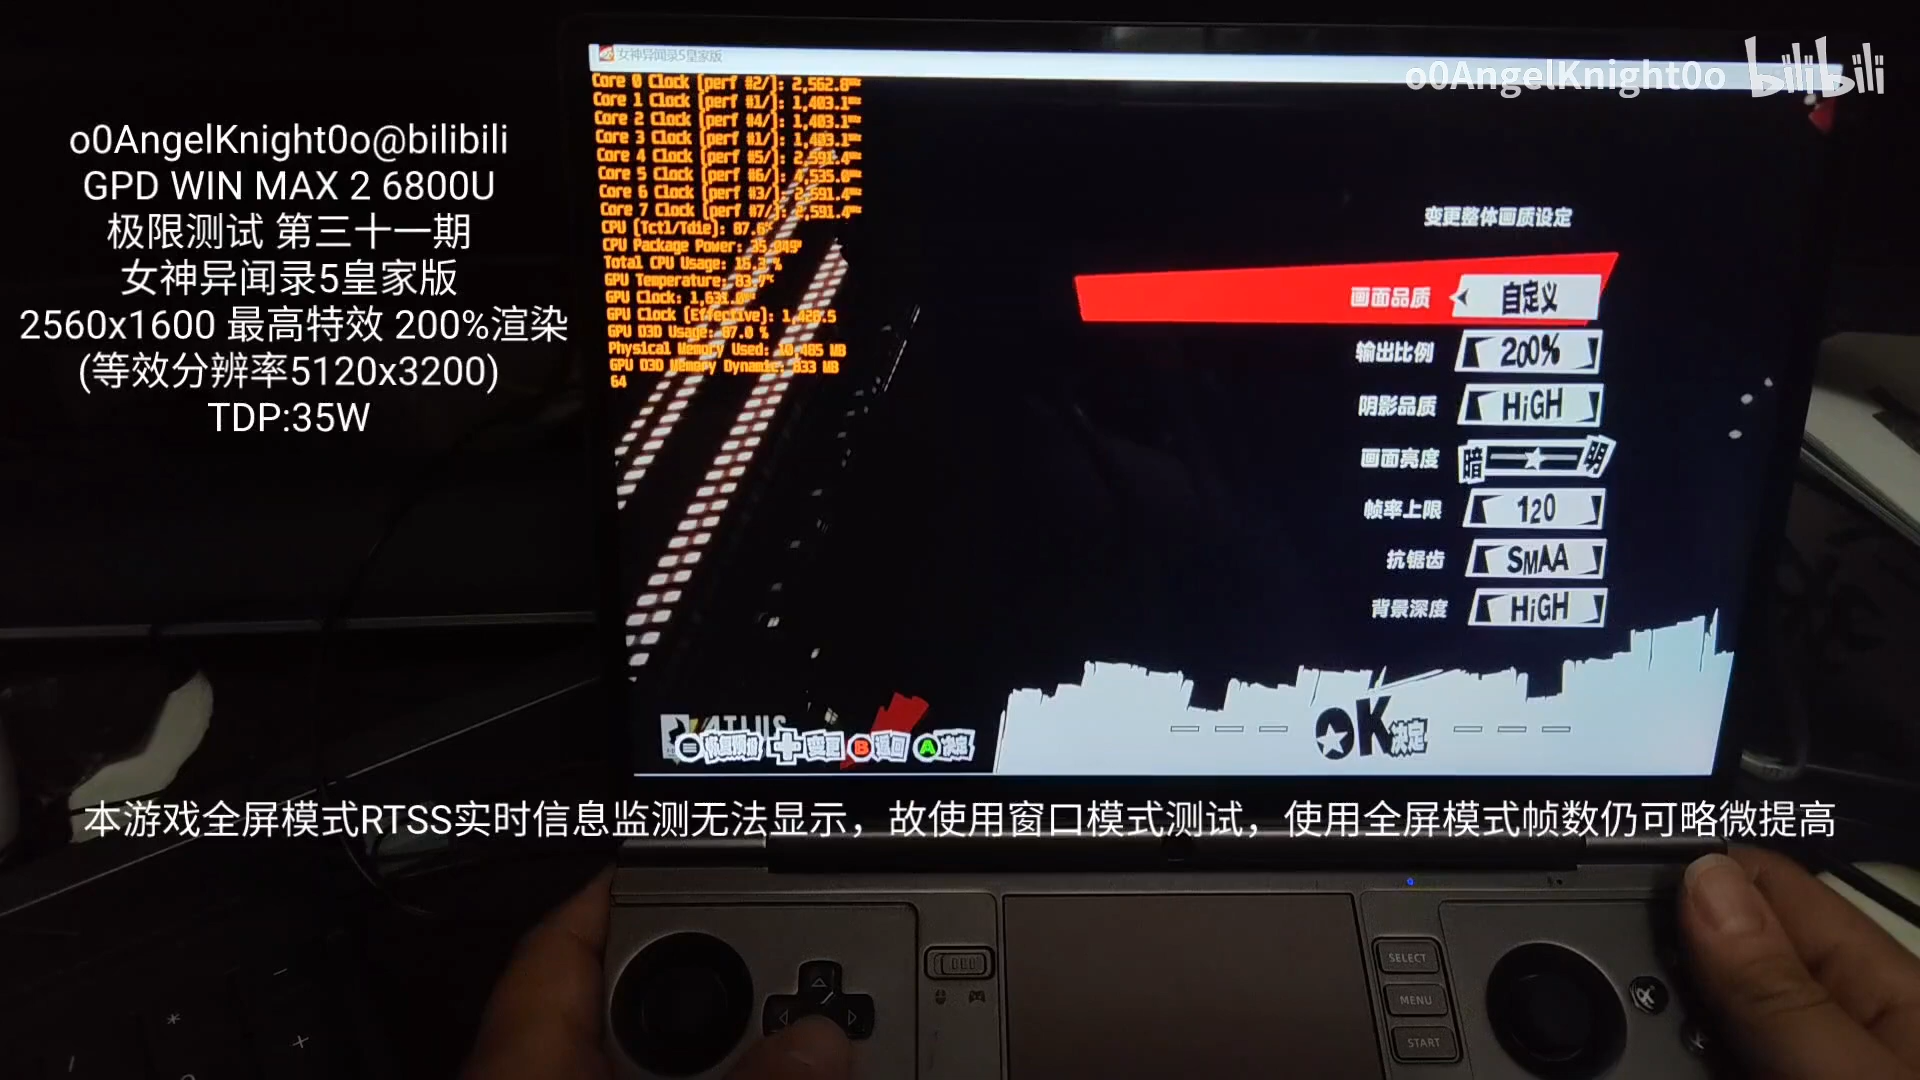 女神异闻录5皇家版
o0AngelKnight0o bilibili
o0AngelKnight0o@bilibili
GPD WIN MAX 2 6800U
极限测试 第三十一期
女神异闻录5皇家版
2560x1600 最高特效 200%渲染
(等效分辨率5120x3200)
TDP:35W
Core 0 Clock (perf #2/): 2,562.8
Core 1 Clock (perf #1/): 1,403.1
Core 2 Clock (perf #4/): 1,403.1
Core 3 Clock (perf #1/): 1,403.1
Core 4 Clock (perf #5/): 2,591.4
Core 5 Clock (perf #6/): 4,535.0
Core 6 Clock (perf #3/): 2,591.4
Core 7 Clock (perf #7/): 2,591.4
CPU (Tctl/Tdie): 87.6
CPU Package Power: 35.049
Total CPU Usage: 16.3 %
GPU Temperature: 83.7
GPU Clock: 1,631.0
GPU Clock (Effective): 1,426.5
GPU D3D Usage: 87.0 %
Physical Memory Used: 10,485 MB
GPU D3D Memory Dynamic: 833 MB
64
变更整体画质设定
画面品质 自定义
输出比例 200%
阴影品质 HiGH
画面亮度 暗 明
帧率上限 120
抗锯齿 SMAA
背景深度 HiGH
ATLUS
恢复预设 变更 B 返回 A 决定
OK 决定
本游戏全屏模式RTSS实时信息监测无法显示，故使用窗口模式测试，使用全屏模式帧数仍可略微提高
SELECT
MENU
START